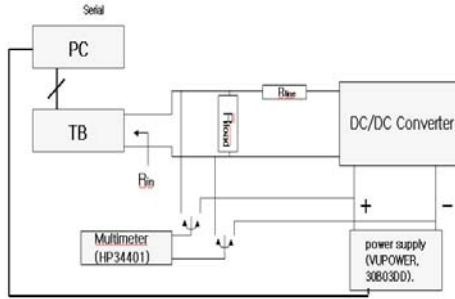 Serial
PC
TB
Rline
Rload
DC/DC Converter
Rin
+
−
Multimeter
(HP34401)
power supply
(VUPOWER,
30B03DD).